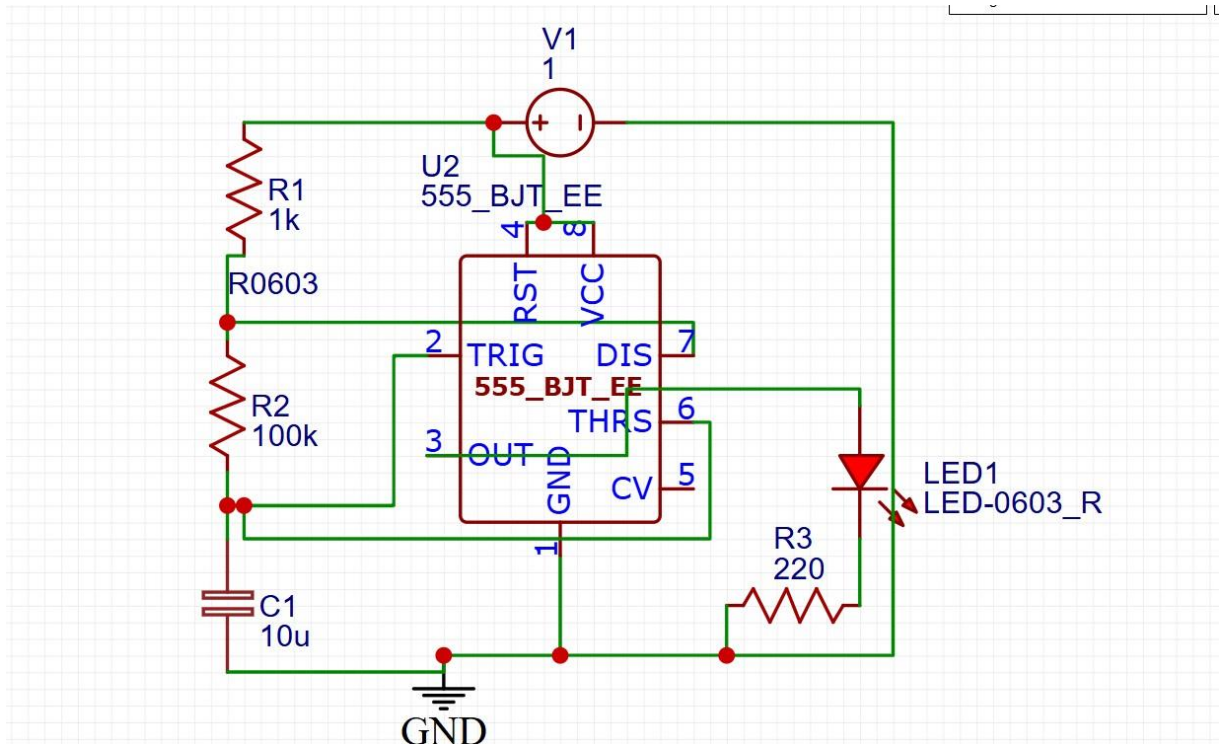 V1
1
U2
555_BJT_EE
R1
1k
R0603
4
8
RST
VCC
2
TRIG
DIS
7
555_BJT_EE
THRS
6
R2
100k
3
OUT
GND
CV
5
1
LED1
LED-0603_R
R3
220
C1
10u
GND